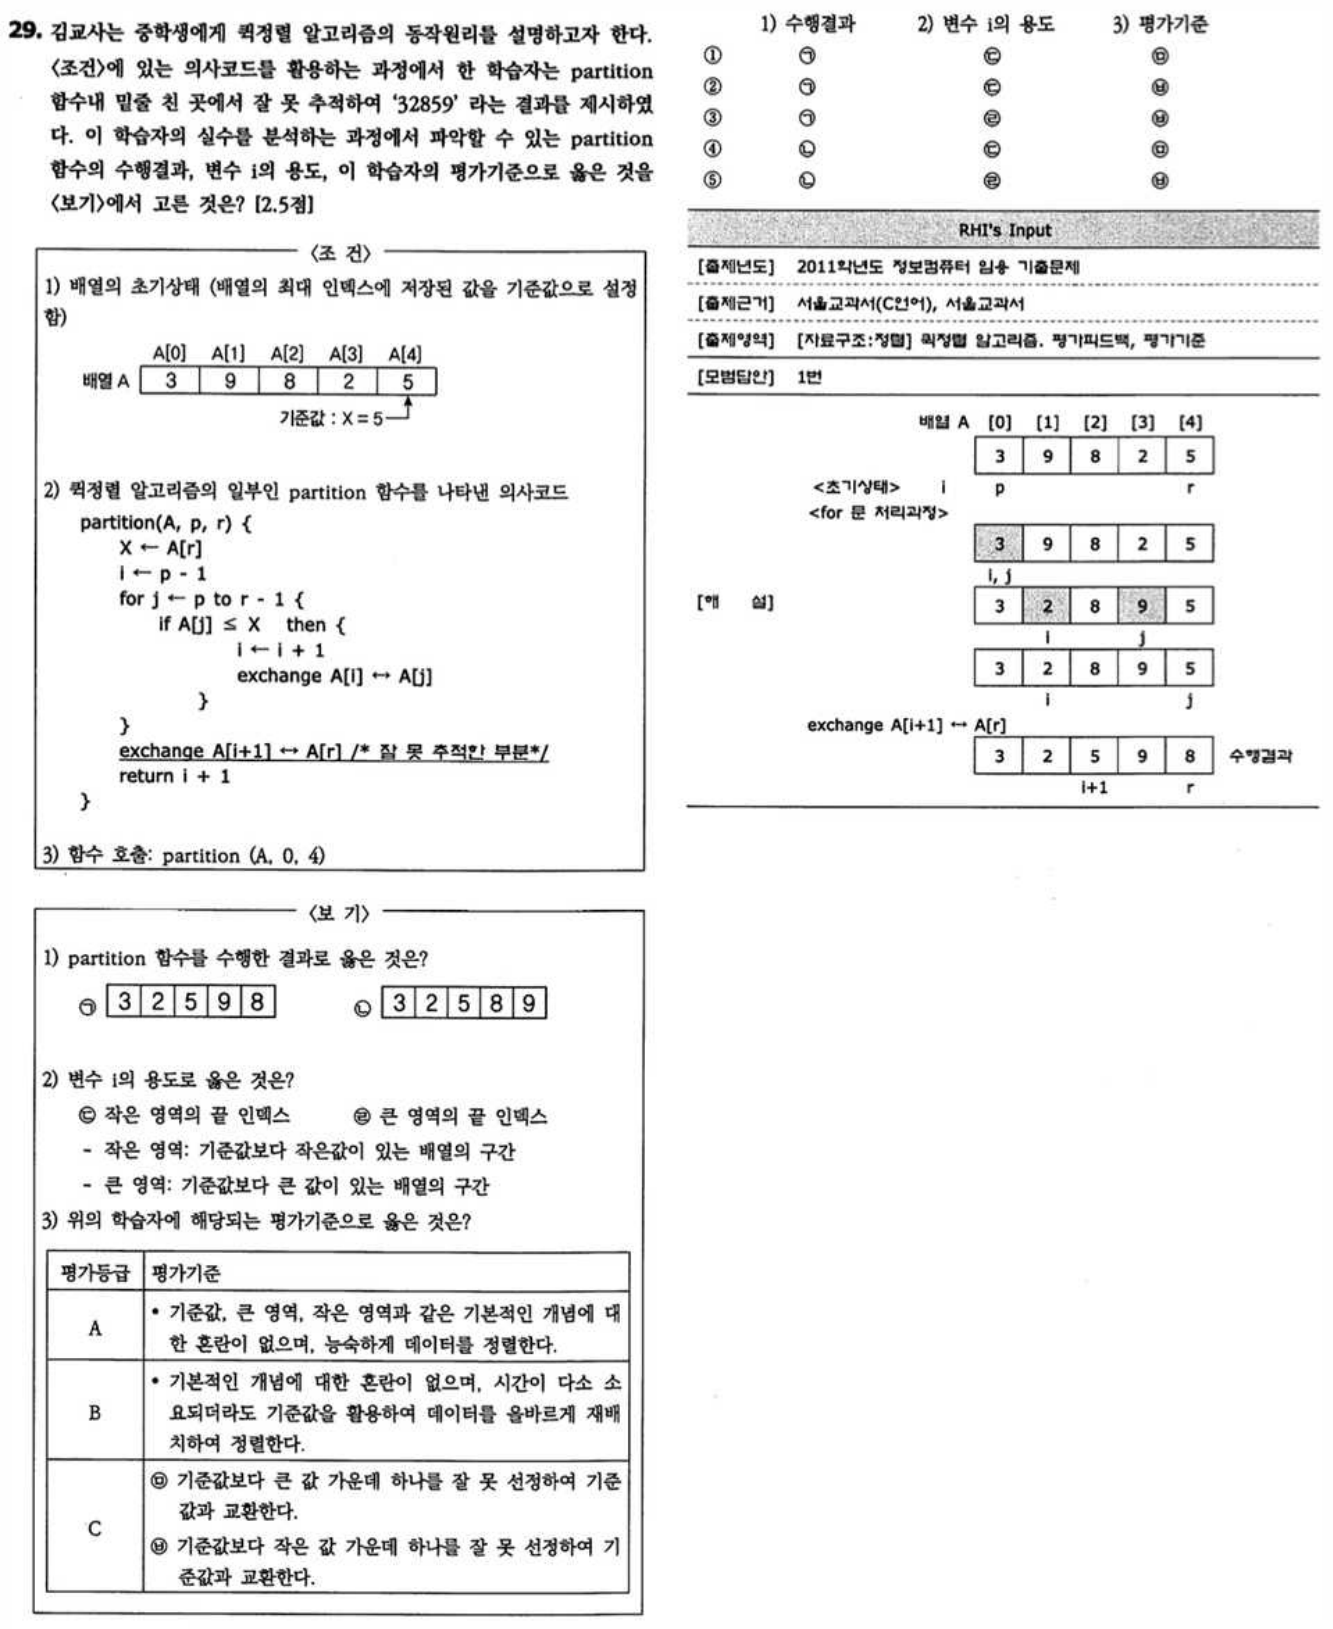 29. 김교사는 중학생에게 퀵정렬 알고리즘의 동작원리를 설명하고자 한다.
〈조건〉에 있는 의사코드를 활용하는 과정에서 한 학습자는 partition
함수내 밑줄 친 곳에서 잘 못 추적하여 ‘32859’ 라는 결과를 제시하였
다. 이 학습자의 실수를 분석하는 과정에서 파악할 수 있는 partition
함수의 수행결과, 변수 i의 용도, 이 학습자의 평가기준으로 옳은 것을
〈보기〉에서 고른 것은? [2.5점]
〈조 건〉
1) 배열의 초기상태 (배열의 최대 인덱스에 저장된 값을 기준값으로 설정
함)
A[0] A[1] A[2] A[3] A[4]
배열 A 3 9 8 2 5
기준값 : X = 5
2) 퀵정렬 알고리즘의 일부인 partition 함수를 나타낸 의사코드
partition(A, p, r) {
X ← A[r]
i ← p - 1
for j ← p to r - 1 {
if A[j] ≤ X then {
i ← i + 1
exchange A[i] ↔ A[j]
}
}
exchange A[i+1] ↔ A[r] /* 잘 못 추적한 부분*/
return i + 1
}
3) 함수 호출: partition (A, 0, 4)
〈보 기〉
1) partition 함수를 수행한 결과로 옳은 것은?
㉠ 3 2 5 9 8 ㉡ 3 2 5 8 9
2) 변수 i의 용도로 옳은 것은?
㉢ 작은 영역의 끝 인덱스 ㉣ 큰 영역의 끝 인덱스
- 작은 영역: 기준값보다 작은값이 있는 배열의 구간
- 큰 영역: 기준값보다 큰 값이 있는 배열의 구간
3) 위의 학습자에 해당되는 평가기준으로 옳은 것은?
평가등급 평가기준
A • 기준값, 큰 영역, 작은 영역과 같은 기본적인 개념에 대
한 혼란이 없으며, 능숙하게 데이터를 정렬한다.
B • 기본적인 개념에 대한 혼란이 없으며, 시간이 다소 소
요되더라도 기준값을 활용하여 데이터를 올바르게 재배
치하여 정렬한다.
C ㉤ 기준값보다 큰 값 가운데 하나를 잘 못 선정하여 기준
값과 교환한다.
㉥ 기준값보다 작은 값 가운데 하나를 잘 못 선정하여 기
준값과 교환한다.
1) 수행결과 2) 변수 i의 용도 3) 평가기준
① ㉠ ㉢ ㉤
② ㉠ ㉢ ㉥
③ ㉠ ㉣ ㉥
④ ㉡ ㉢ ㉤
⑤ ㉡ ㉣ ㉥
RHI's Input
[출제년도] 2011학년도 정보컴퓨터 임용 기출문제
[출제근거] 서울교과서(C언어), 서울교과서
[출제영역] [자료구조:정렬] 퀵정렬 알고리즘. 평가피드백, 평가기준
[모범답안] 1번
배열 A [0] [1] [2] [3] [4]
3 9 8 2 5
<초기상태> i p r
<for 문 처리과정>
3 9 8 2 5
i, j
[해 설] 3 2 8 9 5
i j
3 2 8 9 5
i j
exchange A[i+1] ↔ A[r]
3 2 5 9 8 수행결과
i+1 r